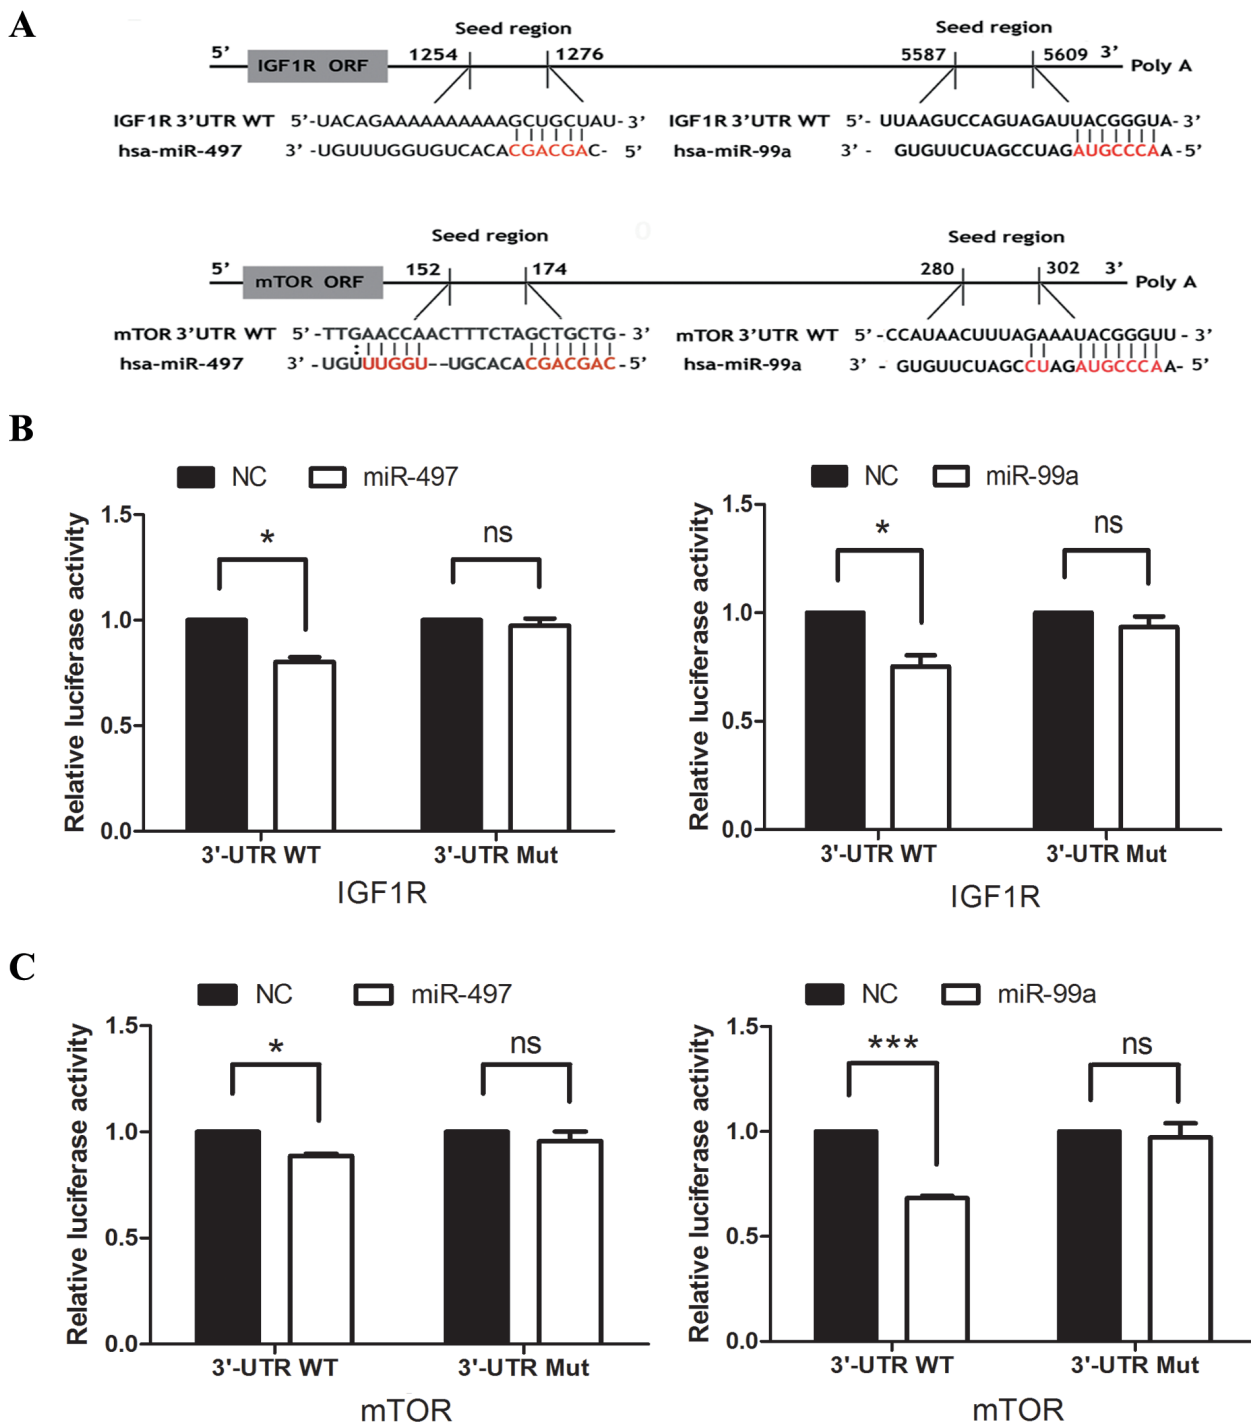 A
Seed region Seed region
5’ IGF1R ORF 1254 1276 5587 5609 3’ Poly A
IGF1R 3’UTR WT 5’-UACAGAAAAAAAAAAGCUGCUAU-3’ IGF1R 3’UTR WT 5’- UUAAGUCCAGUAGAUUACGGGUA-3’
hsa-miR-497 3’ -UGUUUGGUGUCACACGACGAC- 5’ hsa-miR-99a 3’ - GUGUUCUAGCCUAGAUGCCCAA-5’
Seed region Seed region
5’ mTOR ORF 152 174 280 302 3’ Poly A
mTOR 3’UTR WT 5’ -TTGAACCAACTTTCTAGCTGCTG- 3’ mTOR 3’UTR WT 5’ -CCAUAACUUUAGAAAUACGGGUU- 3’
hsa-miR-497 3’ -UGUUUGGU--UGCACACGACGAC-5’ hsa-miR-99a 3’ - GUGUUCUAGCCUAGAUGCCCAA- 5’
B
NC miR-497
Relative luciferase activity
1.5
1.0
0.5
0.0
* ns
3'-UTR WT 3'-UTR Mut
IGF1R
NC miR-99a
Relative luciferase activity
1.5
1.0
0.5
0.0
* ns
3'-UTR WT 3'-UTR Mut
IGF1R
C
NC miR-497
Relative luciferase activity
1.5
1.0
0.5
0.0
* ns
3'-UTR WT 3'-UTR Mut
mTOR
NC miR-99a
Relative luciferase activity
1.5
1.0
0.5
0.0
*** ns
3'-UTR WT 3'-UTR Mut
mTOR